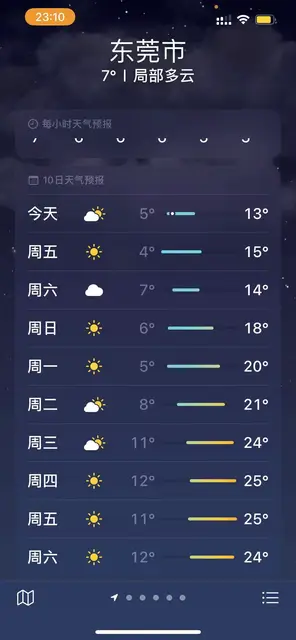 23:10
东莞市
7° | 局部多云
每小时天气预报
10日天气预报
今天 5° 13°
周五 4° 15°
周六 7° 14°
周日 6° 18°
周一 5° 20°
周二 8° 21°
周三 11° 24°
周四 12° 25°
周五 11° 25°
周六 12° 24°